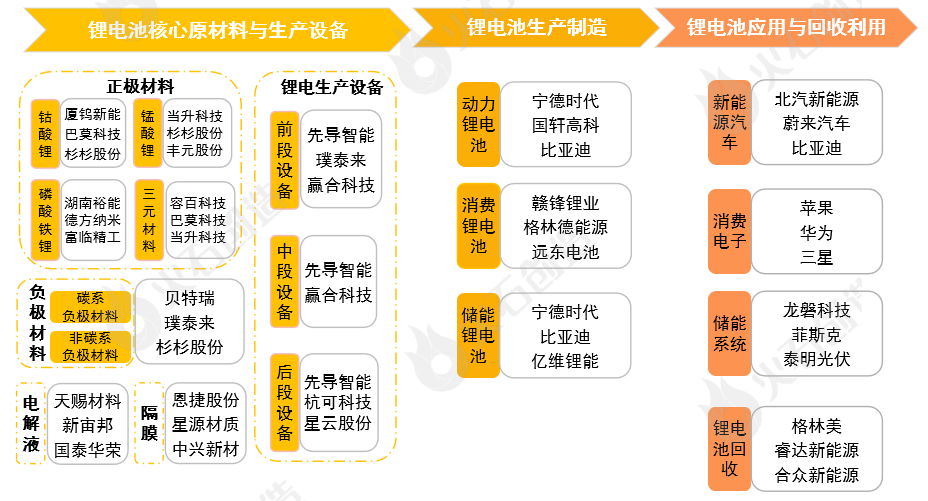 锂电池核心原材料与生产设备
锂电池生产制造
锂电池应用与回收利用
正极材料
钴酸锂
厦钨新能
巴莫科技
杉杉股份
锰酸锂
当升科技
杉杉股份
丰元股份
磷酸铁锂
湖南裕能
德方纳米
富临精工
三元材料
容百科技
巴莫科技
当升科技
负极材料
碳系
负极材料
非碳系
负极材料
贝特瑞
璞泰来
杉杉股份
电解液
天赐材料
新宙邦
国泰华荣
隔膜
恩捷股份
星源材质
中兴新材
锂电生产设备
前段设备
先导智能
璞泰来
赢合科技
中段设备
先导智能
赢合科技
后段设备
先导智能
杭可科技
星云股份
动力
锂电
池
宁德时代
国轩高科
比亚迪
消费
锂电
池
赣锋锂业
格林德能源
远东电池
储能
锂电
池
宁德时代
比亚迪
亿维锂能
新能
源汽
车
北汽新能源
蔚来汽车
比亚迪
消费
电子
苹果
华为
三星
储能
系统
龙磐科技
菲斯克
泰明光伏
锂电
池回
收
格林美
睿达新能源
合众新能源
火石创造